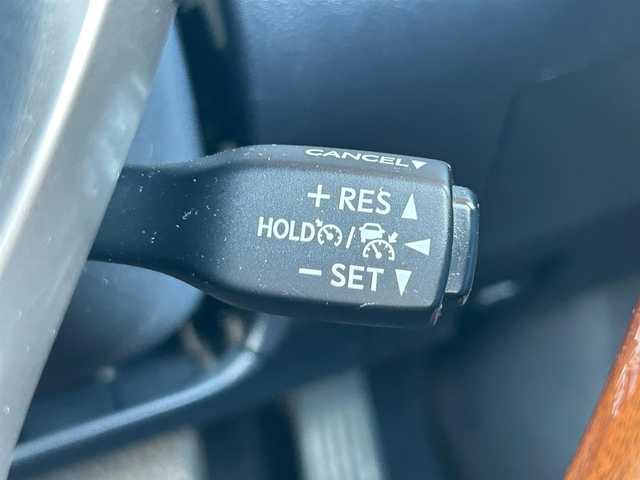 CANCEL▼
+ RES ▲
HOLD / ◀
− SET ▼